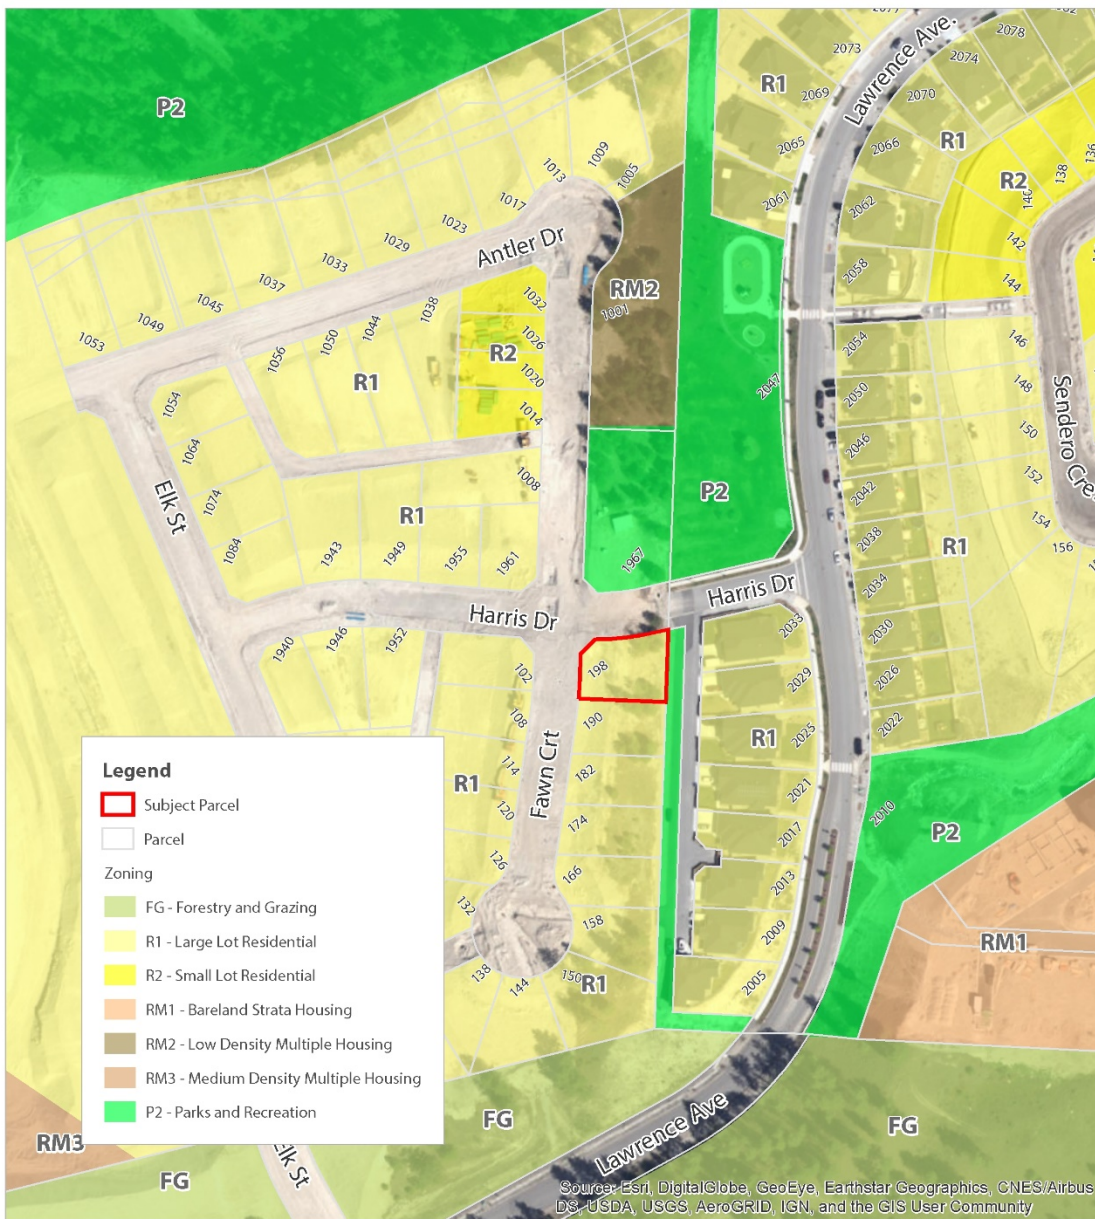 2073
Lawrence Ave.
2078
2074
P2
R1
2069
2070
R1
1009
1013
1005
2065
2066
138
136
R2
1017
2061
2062
140
1023
Antler Dr
142
1029
1033
2058
144
1037
RM2
1045
1038
1032
1001
1049
1053
1050
1044
1026
2054
146
R2
1056
R1
1020
2047
2050
148
Sendero Cre
1054
1014
2046
150
1064
1008
P2
2042
152
Elk St
1074
R1
154
2038
R1
156
1084
1943
1949
1955
1961
1967
2034
Harris Dr
Harris Dr
2033
2030
1940
1946
1952
102
198
2029
2026
108
190
R1
2025
2022
Legend
Subject Parcel
Parcel
Zoning
FG - Forestry and Grazing
R1 - Large Lot Residential
R2 - Small Lot Residential
RM1 - Bareland Strata Housing
RM2 - Low Density Multiple Housing
RM3 - Medium Density Multiple Housing
P2 - Parks and Recreation
114
R1
Fawn Crt
182
2021
120
174
2017
2010
P2
126
166
2013
132
158
2009
RM1
138
144
150
R1
2005
FG
FG
RM3
Elk St
FG
Lawrence Ave
Source: Esri, DigitalGlobe, GeoEye, Earthstar Geographics, CNES/Airbus
DS, USDA, USGS, AeroGRID, IGN, and the GIS User Community